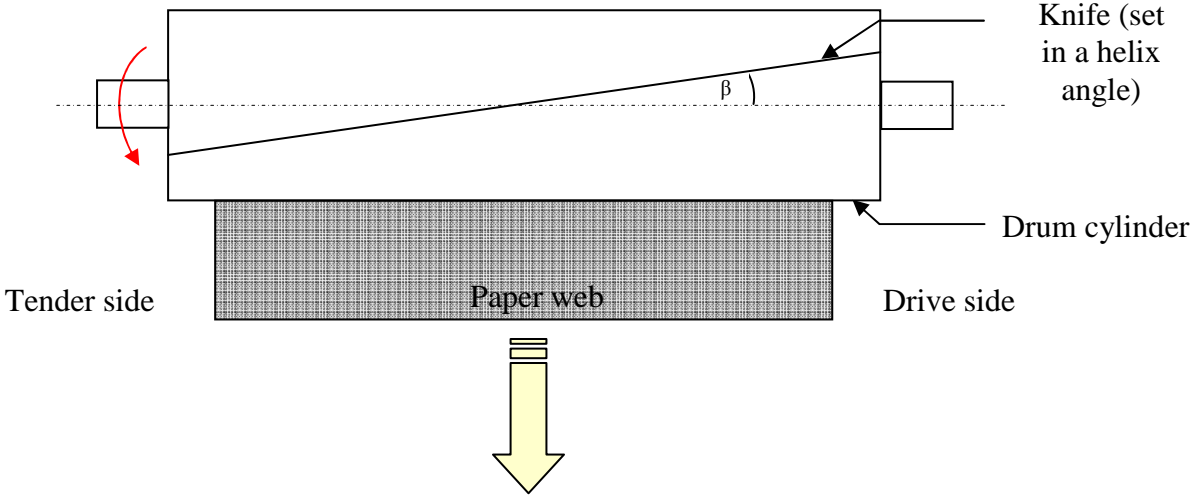 Knife (set
in a helix
angle)
β
Drum cylinder
Tender side
Paper web
Drive side